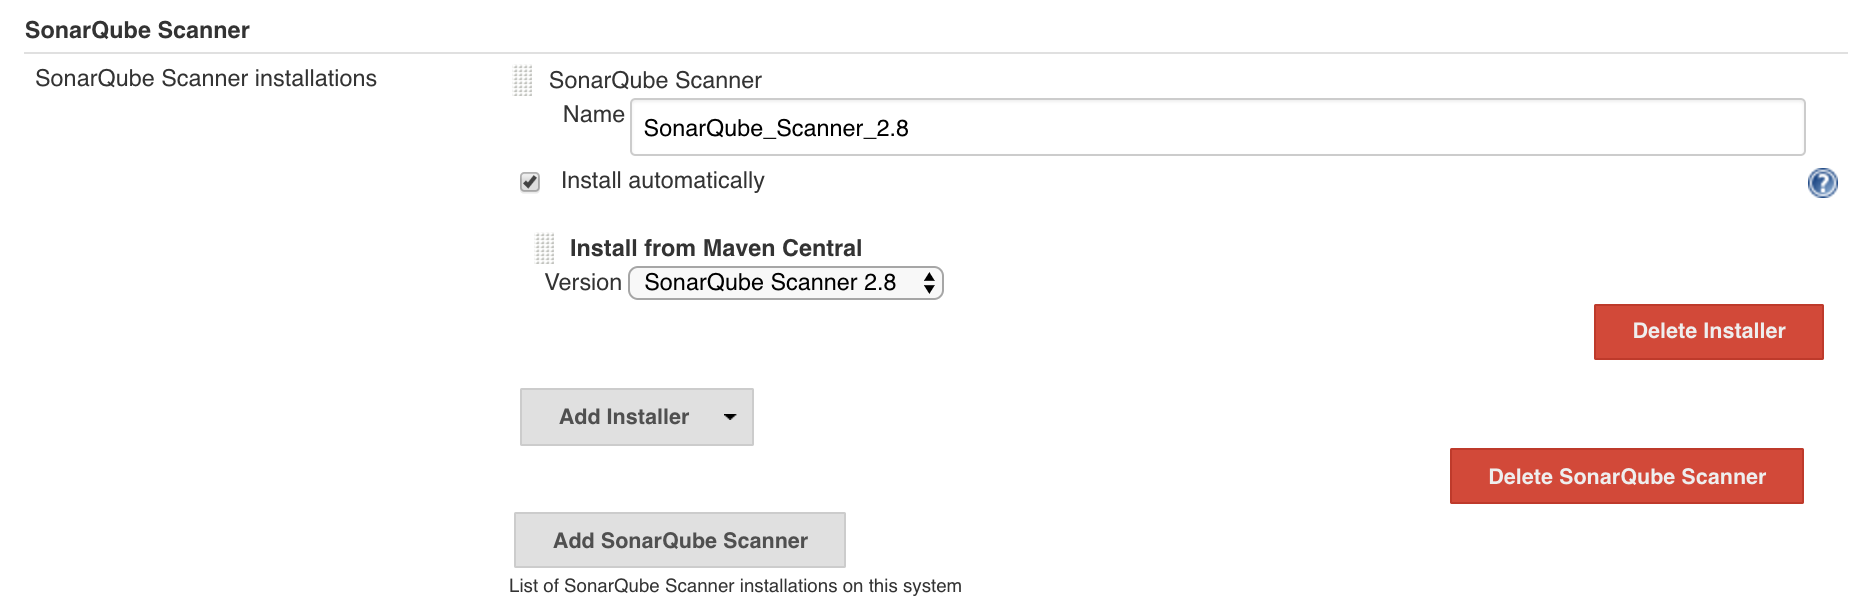 SonarQube Scanner
SonarQube Scanner installations
SonarQube Scanner
Name
SonarQube_Scanner_2.8
Install automatically
?
Install from Maven Central
Version
SonarQube Scanner 2.8
Delete Installer
Add Installer
Delete SonarQube Scanner
Add SonarQube Scanner
List of SonarQube Scanner installations on this system